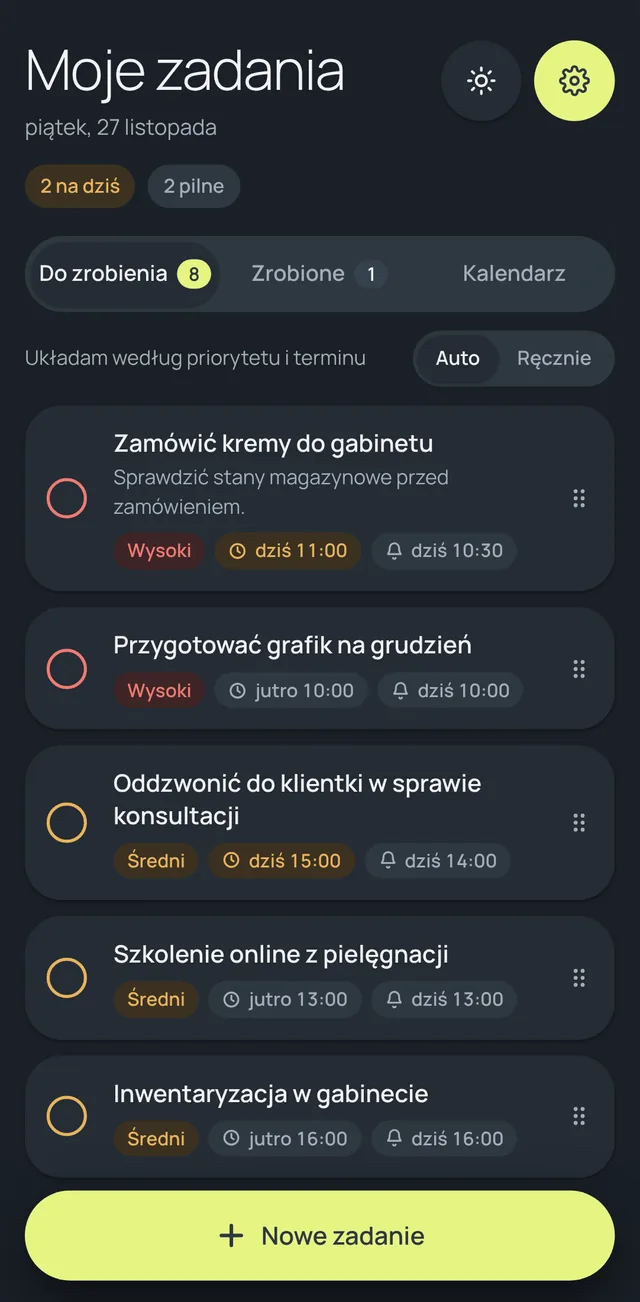 Moje zadania
piątek, 27 listopada
2 na dziś 2 pilne
Do zrobienia 8 Zrobione 1 Kalendarz
Układam według priorytetu i terminu Auto Ręcznie
Zamówić kremy do gabinetu
Sprawdzić stany magazynowe przed
zamówieniem.
Wysoki dziś 11:00 dziś 10:30
Przygotować grafik na grudzień
Wysoki jutro 10:00 dziś 10:00
Oddzwonić do klientki w sprawie
konsultacji
Średni dziś 15:00 dziś 14:00
Szkolenie online z pielęgnacji
Średni jutro 13:00 dziś 13:00
Inwentaryzacja w gabinecie
Średni jutro 16:00 dziś 16:00
+ Nowe zadanie